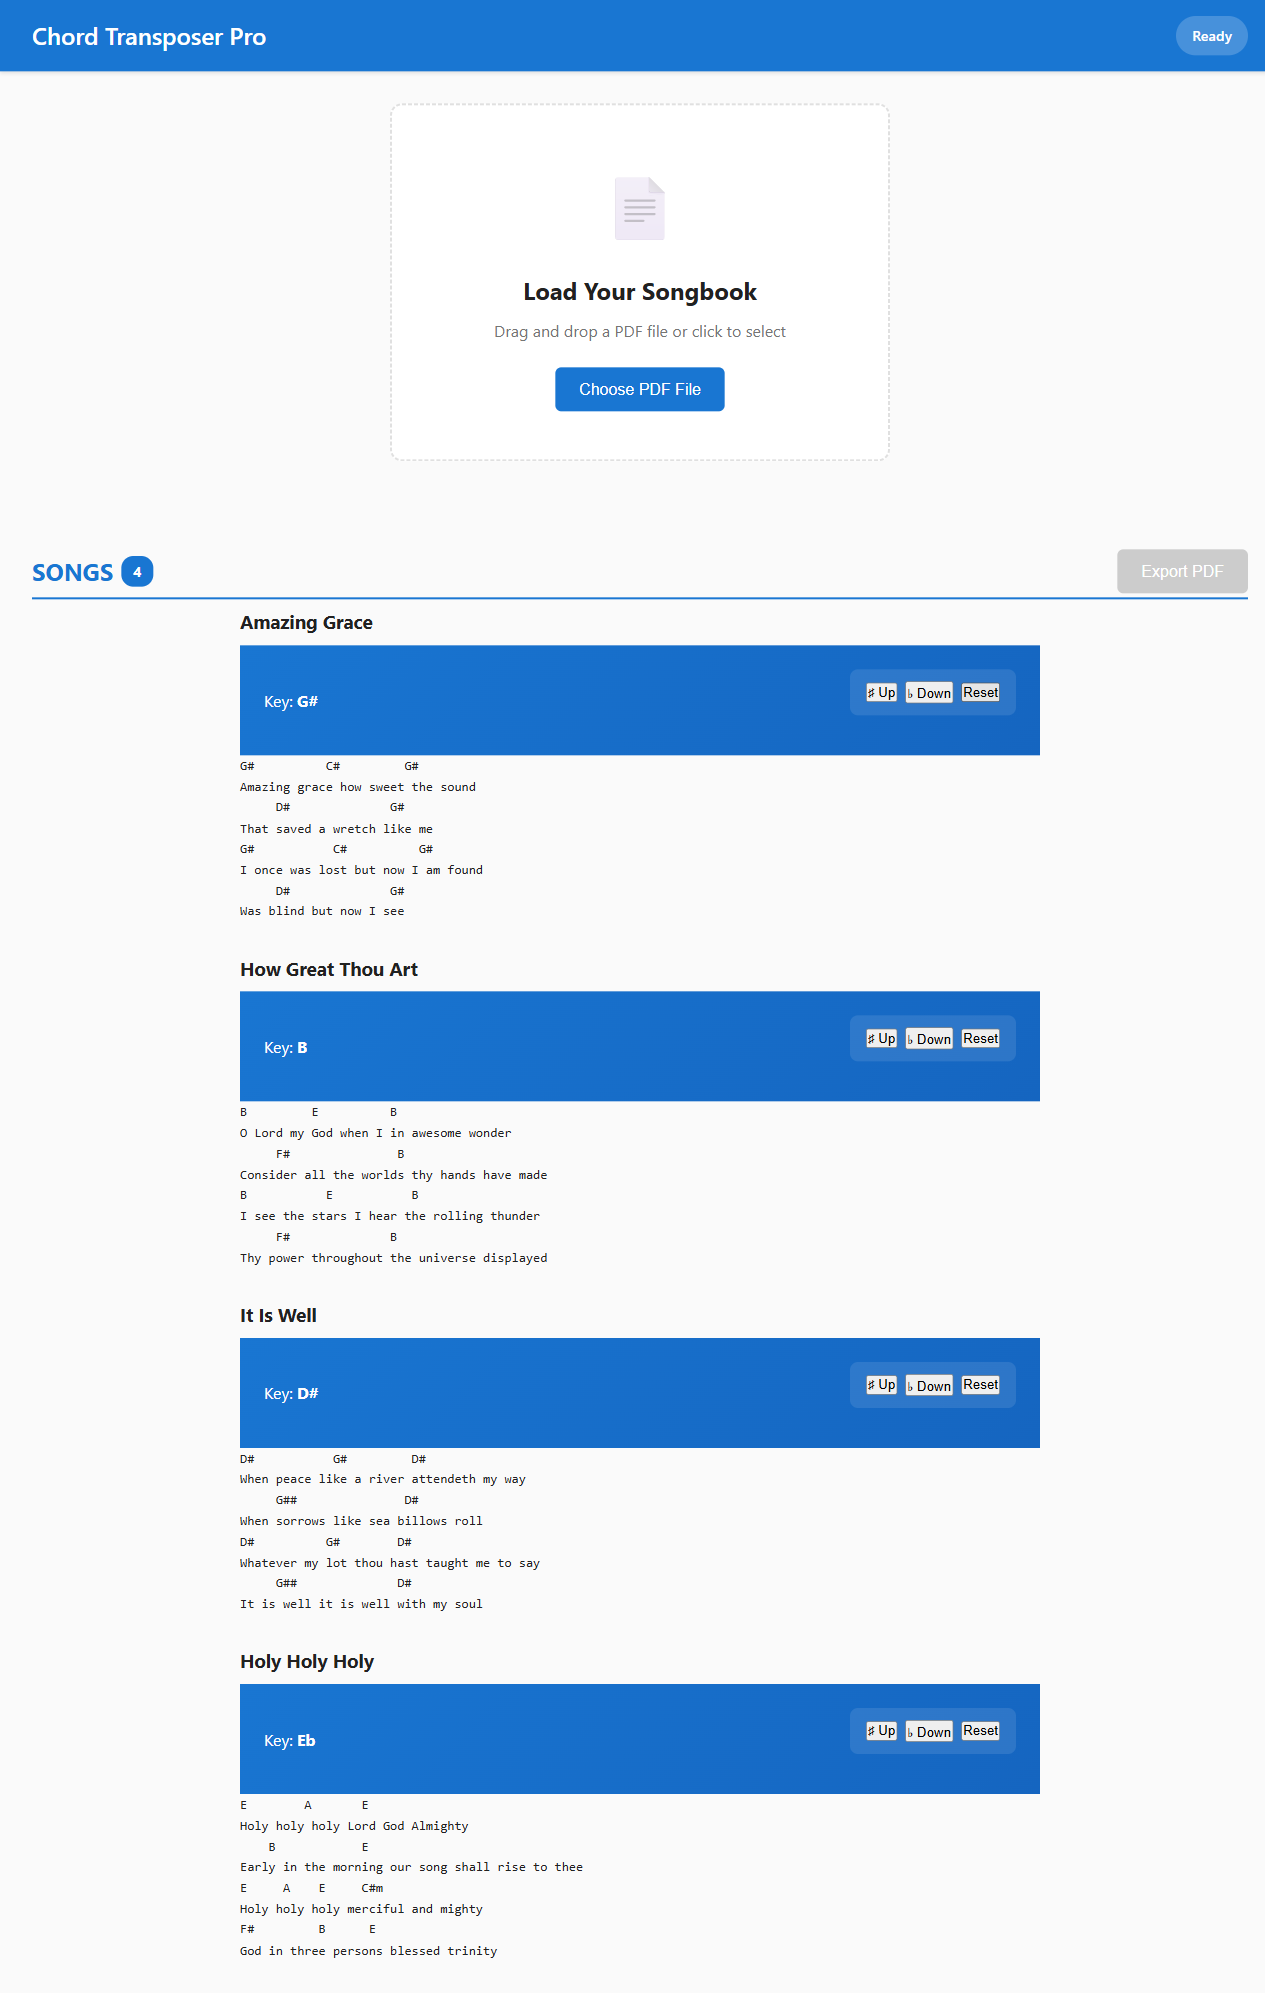 Chord Transposer Pro
Ready
Load Your Songbook
Drag and drop a PDF file or click to select
Choose PDF File
SONGS 4
Export PDF
Amazing Grace
Key: G#
♯ Up ♭ Down Reset
G#          C#         G#
Amazing grace how sweet the sound
     D#              G#
That saved a wretch like me
G#           C#          G#
I once was lost but now I am found
     D#              G#
Was blind but now I see
How Great Thou Art
Key: B
♯ Up ♭ Down Reset
B         E          B
O Lord my God when I in awesome wonder
     F#               B
Consider all the worlds thy hands have made
B           E           B
I see the stars I hear the rolling thunder
     F#              B
Thy power throughout the universe displayed
It Is Well
Key: D#
♯ Up ♭ Down Reset
D#           G#         D#
When peace like a river attendeth my way
     G##               D#
When sorrows like sea billows roll
D#          G#        D#
Whatever my lot thou hast taught me to say
     G##              D#
It is well it is well with my soul
Holy Holy Holy
Key: Eb
♯ Up ♭ Down Reset
E        A       E
Holy holy holy Lord God Almighty
    B            E
Early in the morning our song shall rise to thee
E     A    E     C#m
Holy holy holy merciful and mighty
F#         B      E
God in three persons blessed trinity